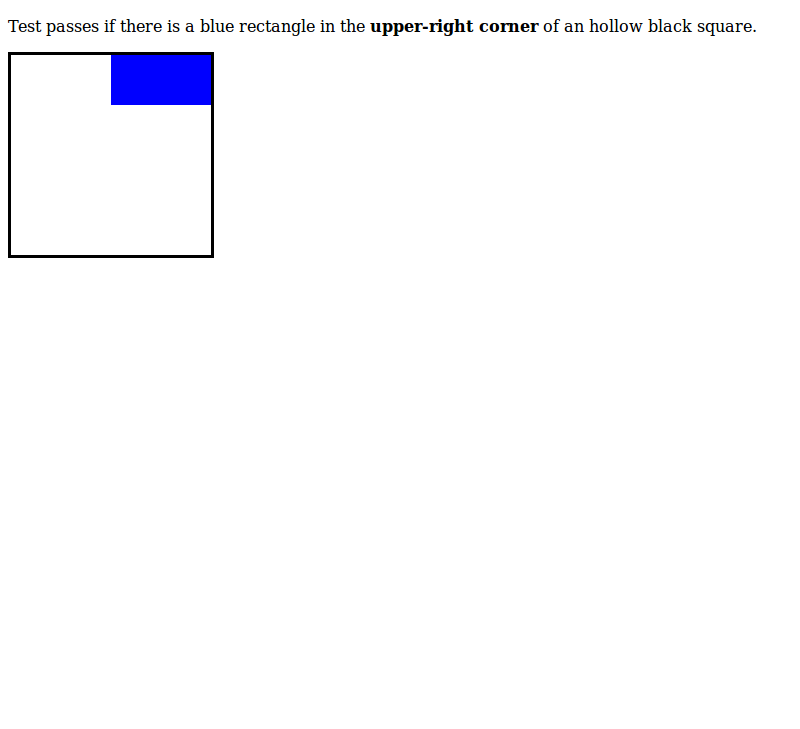 Test passes if there is a blue rectangle in the upper-right corner of an hollow black square.